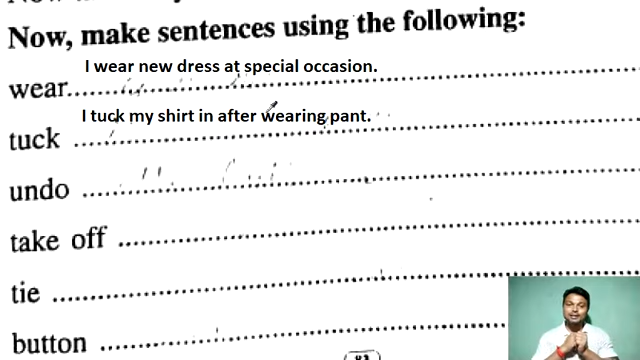 Now, make sentences using the following:
I wear new dress at special occasion.
wear
I tuck my shirt in after wearing pant.
tuck
undo
take off
tie
button